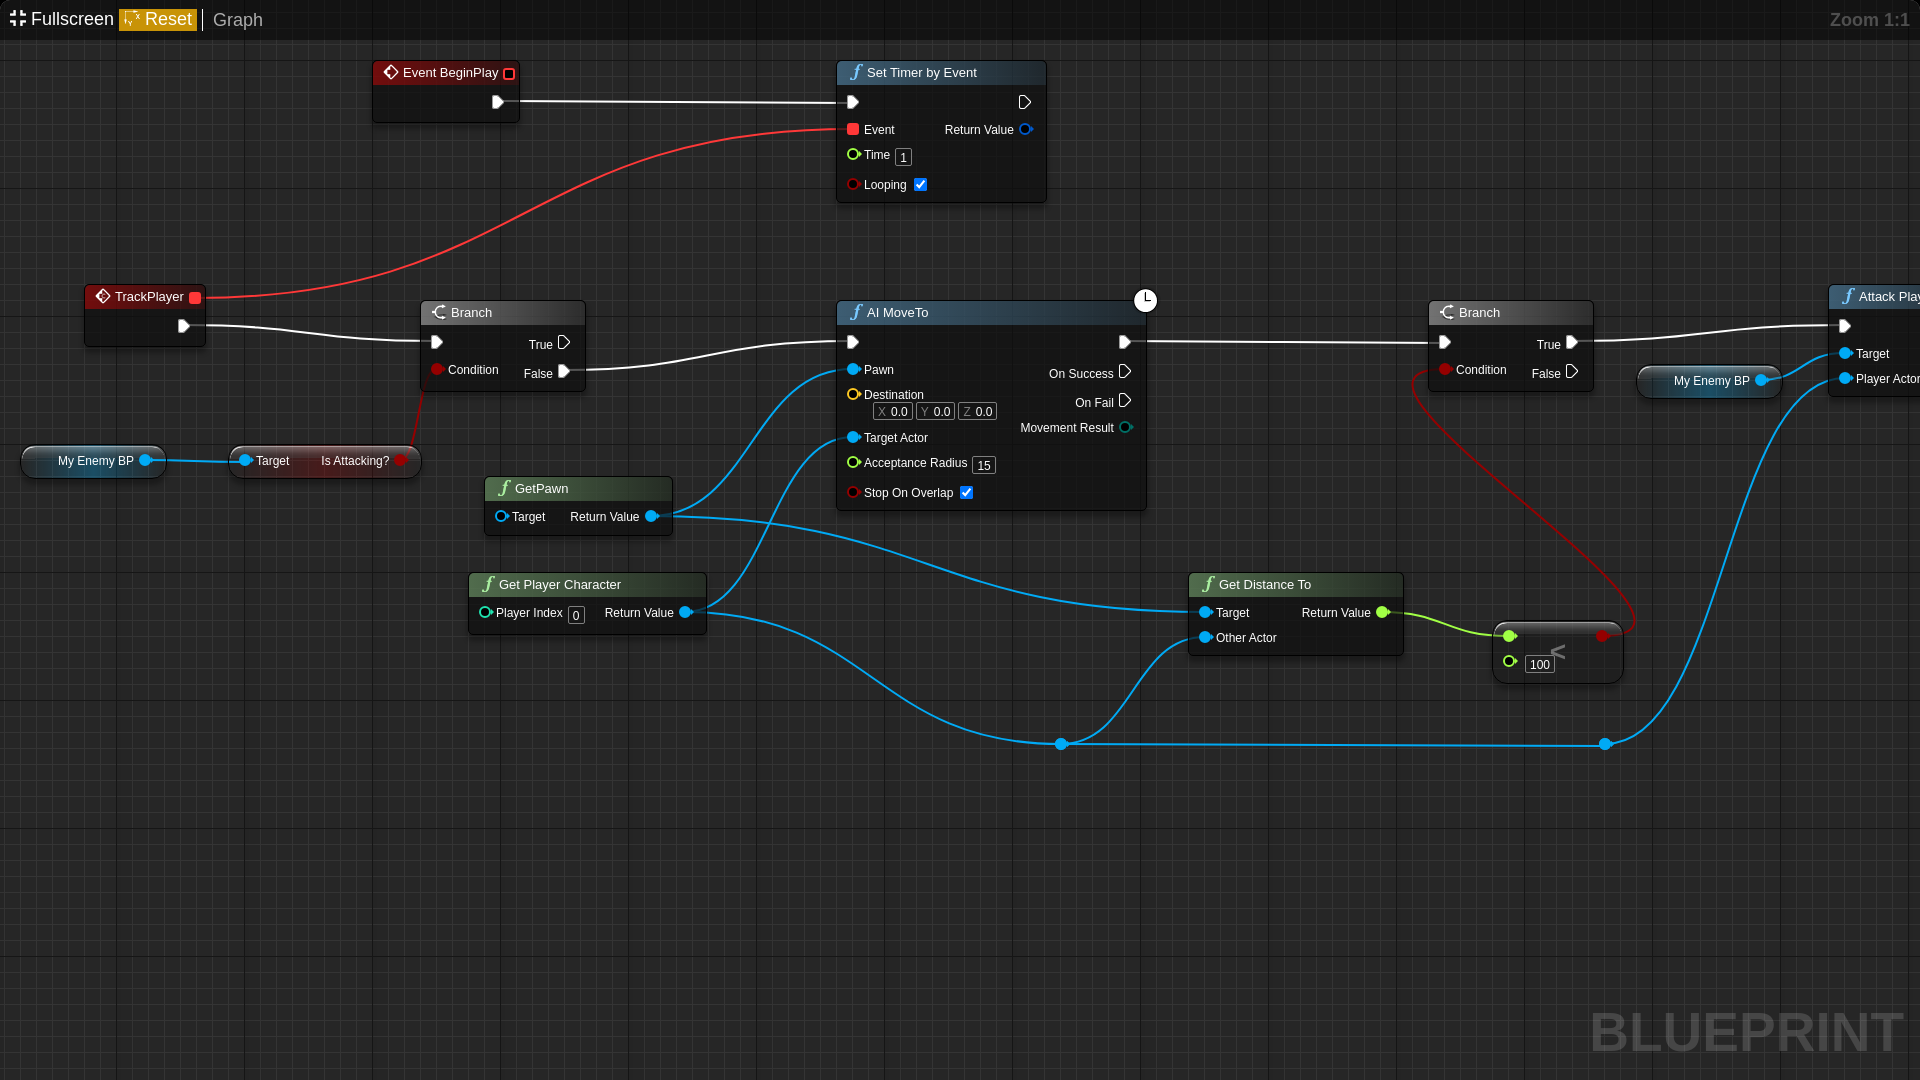 Fullscreen Reset Graph
Zoom 1:1
Event BeginPlay
Set Timer by Event
Event
Return Value
Time 1
Looping
TrackPlayer
Branch
True
Condition
False
My Enemy BP
Target
Is Attacking?
AI MoveTo
Pawn
On Success
Destination
X 0.0 Y 0.0 Z 0.0
On Fail
Movement Result
Target Actor
Acceptance Radius 15
Stop On Overlap
GetPawn
Target
Return Value
Get Player Character
Player Index 0
Return Value
Get Distance To
Target
Return Value
Other Actor
<
100
Branch
True
Condition
False
My Enemy BP
Attack Play
Target
Player Actor
BLUEPRINT